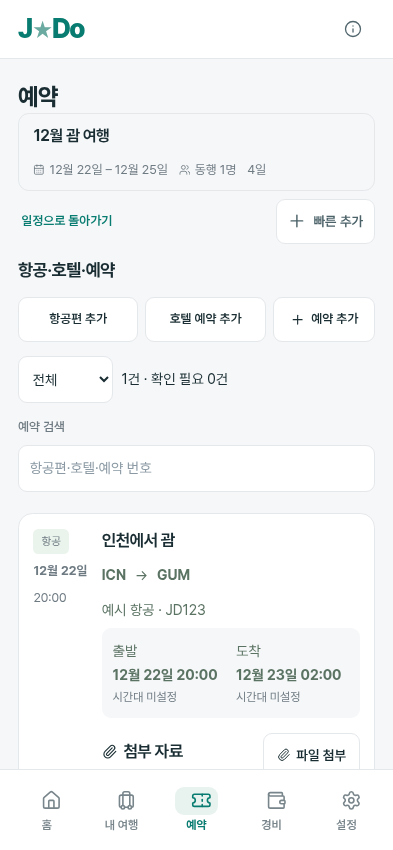 J★Do
예약
12월 괌 여행
12월 22일 – 12월 25일 동행 1명 4일
일정으로 돌아가기
빠른 추가
항공·호텔·예약
항공편 추가
호텔 예약 추가
+ 예약 추가
전체
1건 · 확인 필요 0건
예약 검색
항공편·호텔·예약 번호
항공
인천에서 괌
12월 22일
ICN → GUM
20:00
예시 항공 · JD123
출발 도착
12월 22일 20:00 12월 23일 02:00
시간대 미설정 시간대 미설정
첨부 자료
파일 첨부
홈 내 여행 예약 경비 설정